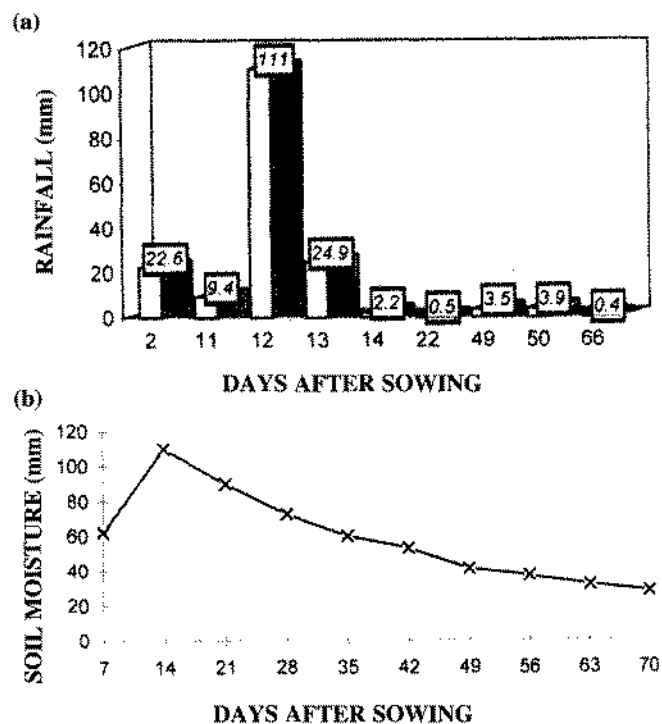 (a)
RAINFALL (mm)
120
100
80
60
40
20
0
22.6
9.4
111
24.9
2.2
0.5
3.5
3.9
0.4
2 11 12 13 14 22 49 50 66
DAYS AFTER SOWING
(b)
SOIL MOISTURE (mm)
120
100
80
60
40
20
0
7 14 21 28 35 42 49 56 63 70
DAYS AFTER SOWING